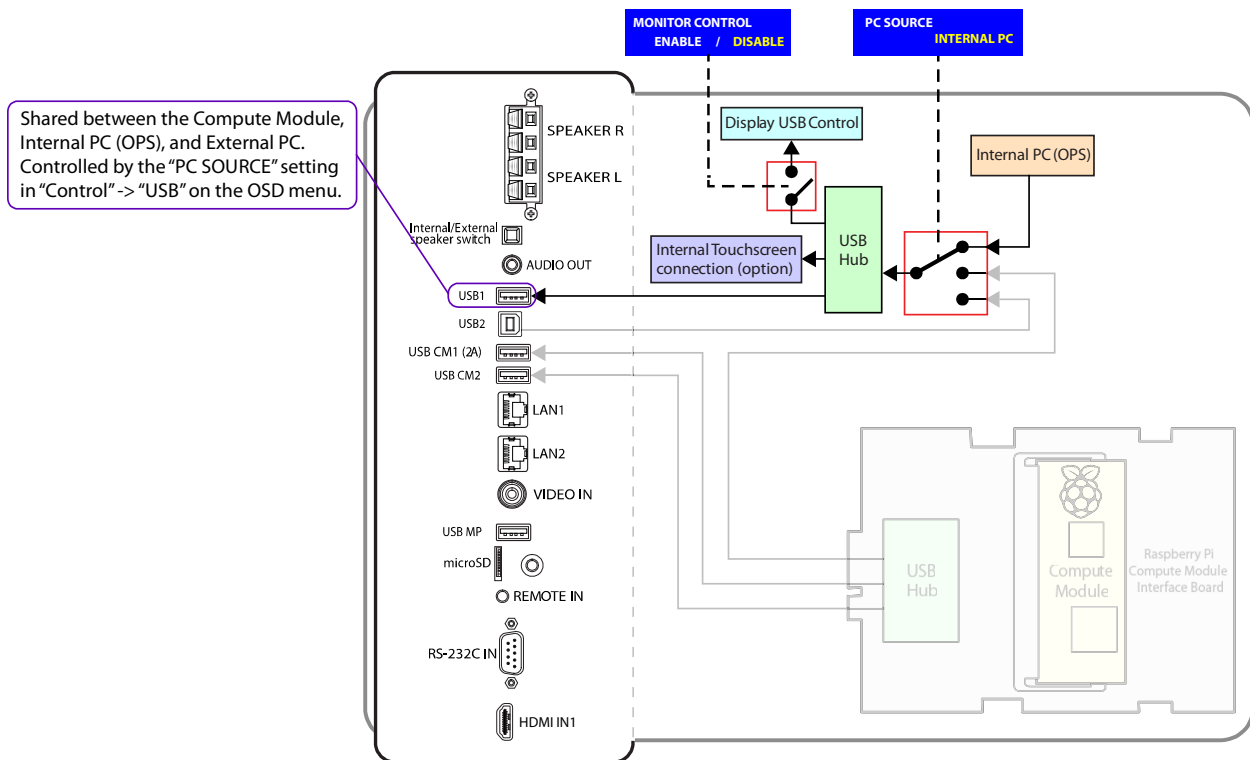 MONITOR CONTROL
ENABLE / DISABLE
PC SOURCE
INTERNAL PC
Shared between the Compute Module,
Internal PC (OPS), and External PC.
Controlled by the “PC SOURCE” setting
in “Control” -> “USB” on the OSD menu.
SPEAKER R
SPEAKER L
Display USB Control
Internal PC (OPS)
Internal/External
speaker switch
AUDIO OUT
Internal Touchscreen
connection (option)
USB
Hub
USB1
USB2
USB CM1 (2A)
USB CM2
LAN1
LAN2
VIDEO IN
USB MP
microSD
REMOTE IN
RS-232C IN
HDMI IN1
USB
Hub
Compute
Module
Raspberry Pi
Compute Module
Interface Board